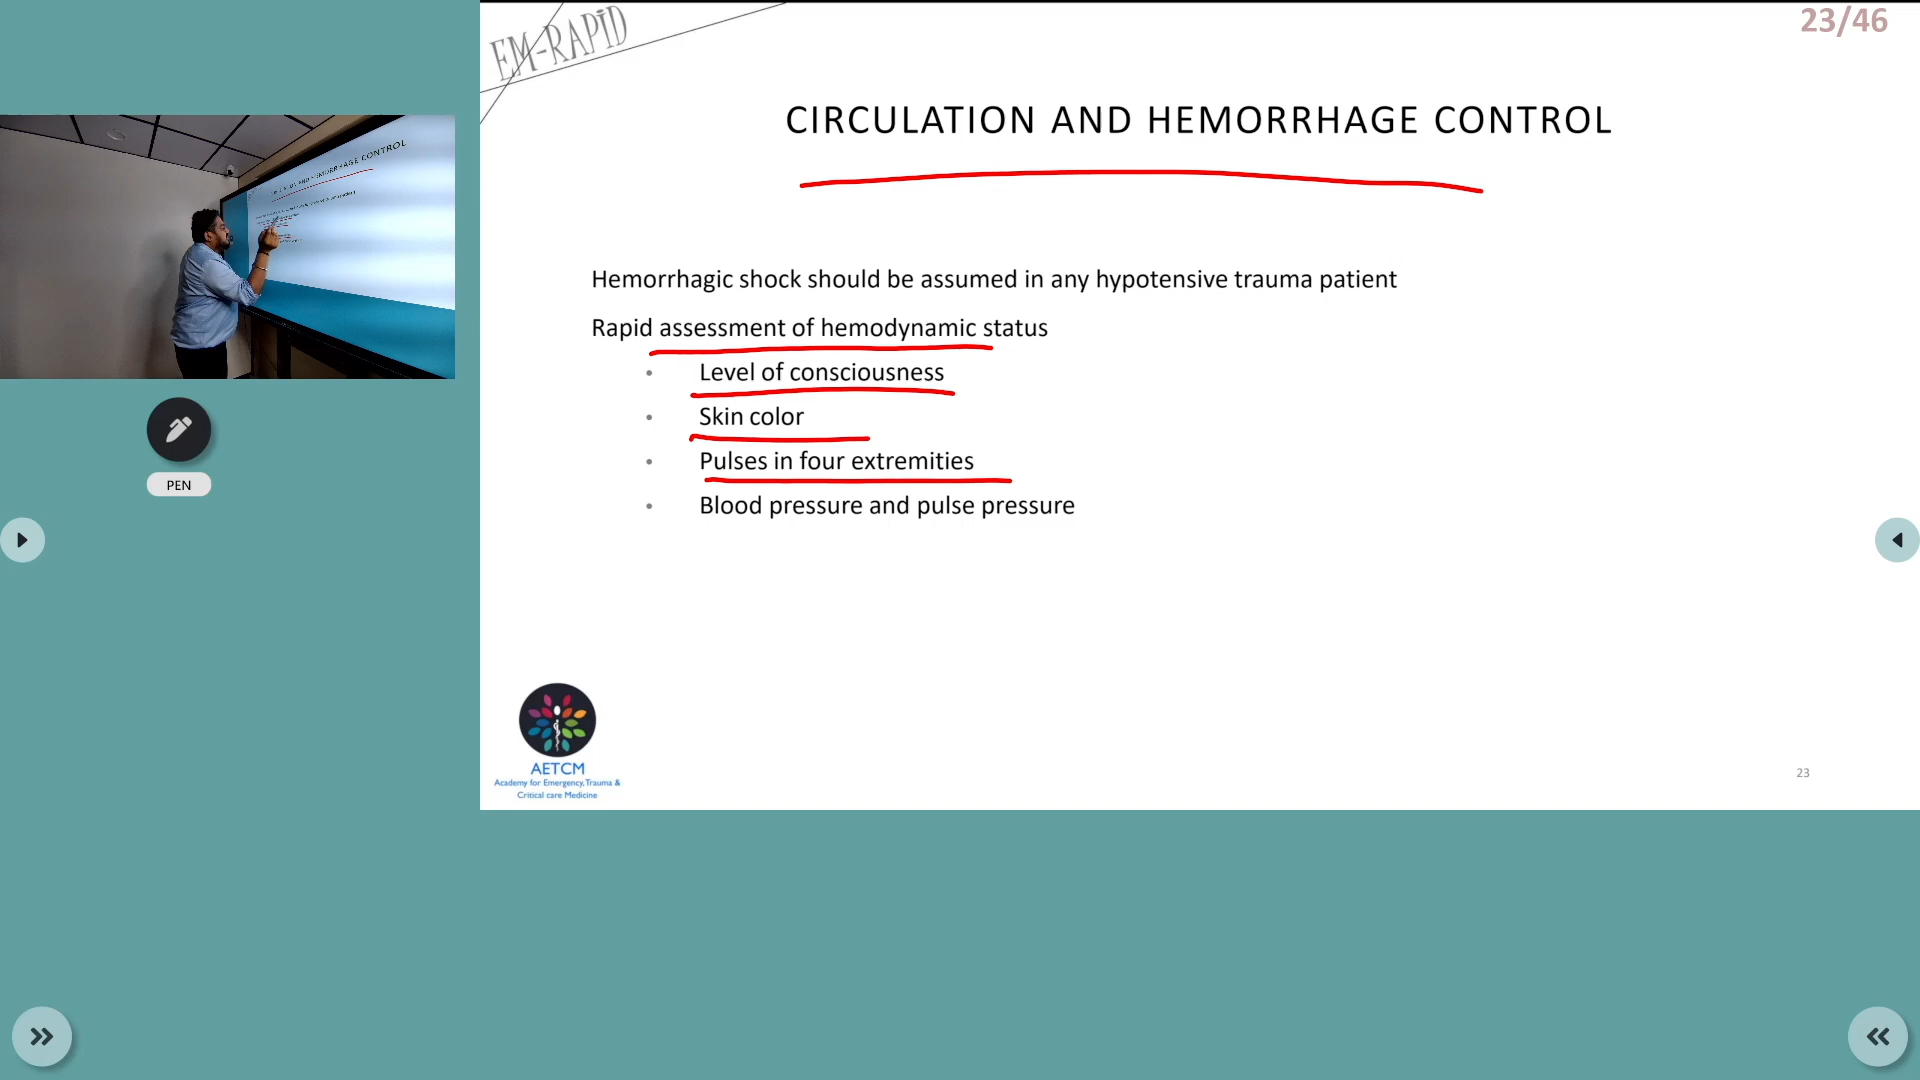 EM-RAPiD
23/46
CIRCULATION AND HEMORRHAGE CONTROL
Hemorrhagic shock should be assumed in any hypotensive trauma patient
Rapid assessment of hemodynamic status
• Level of consciousness
• Skin color
• Pulses in four extremities
• Blood pressure and pulse pressure
PEN
AETCM
Academy for Emergency, Trauma &
Critical care Medicine
23